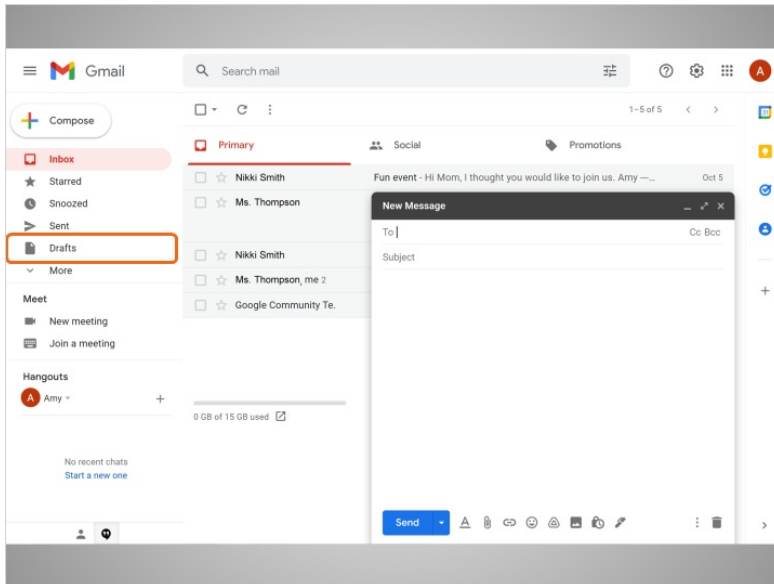 Gmail
Search mail
A
Compose
1–5 of 5
Primary
Social
Promotions
Inbox
Starred
Snoozed
Sent
Drafts
More
Nikki Smith
Fun event - Hi Mom, I thought you would like to join us. Amy —...
Oct 5
Ms. Thompson
Nikki Smith
Ms. Thompson, me 2
Google Community Te.
New Message
To
Cc Bcc
Subject
Meet
New meeting
Join a meeting
Hangouts
A Amy
0 GB of 15 GB used
No recent chats
Start a new one
Send
A
31